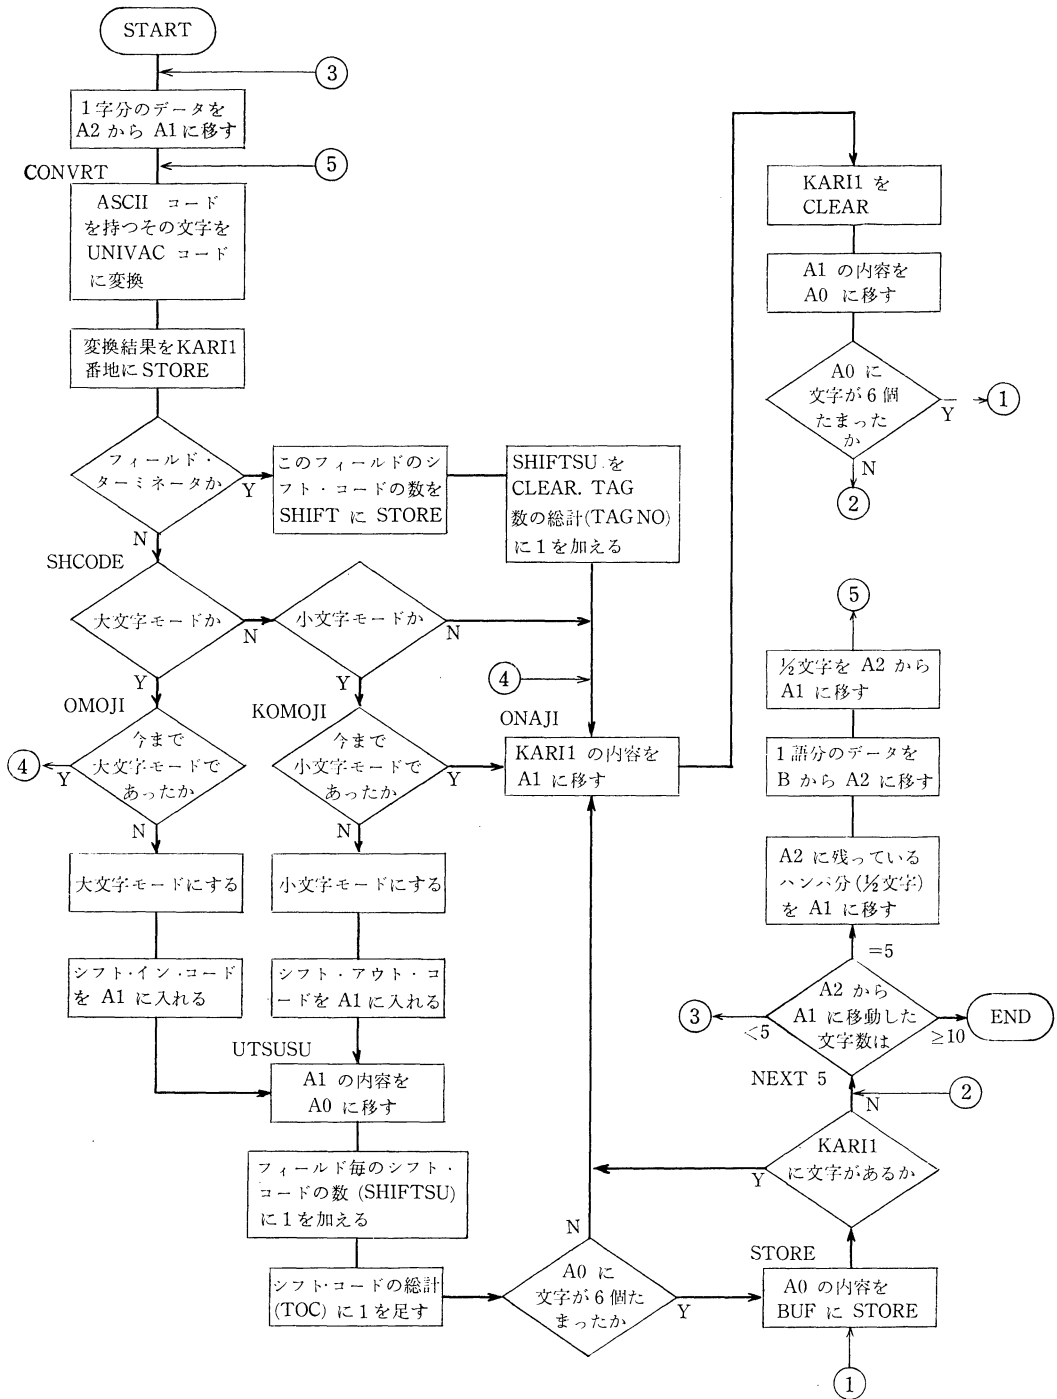 START
③
1字分のデータを
A2 から A1 に移す
⑤
CONVRT
ASCII コード
を持つその文字を
UNIVAC コード
に変換
変換結果をKARI1
番地に STORE
フィールド・
ターミネータか
Y
N
このフィールドのシ
フト・コードの数を
SHIFT に STORE
SHIFTSU を
CLEAR. TAG
数の総計(TAG NO)
に1を加える
SHCODE
大文字モードか
N
Y
小文字モードか
N
Y
④
OMOJI
今まで
大文字モードで
あったか
④
Y
N
KOMOJI
今まで
小文字モードで
あったか
Y
N
ONAJI
KARI1 の内容を
A1 に移す
大文字モードにする
小文字モードにする
シフト・イン・コード
を A1 に入れる
シフト・アウト・コ
ードを A1 に入れる
UTSUSU
A1 の内容を
A0 に移す
フィールド毎のシフト・
コードの数 (SHIFTSU)
に1を加える
シフト・コードの総計
(TOC) に1を足す
N
A0 に
文字が6個た
まったか
Y
KARI1 を
CLEAR
A1 の内容を
A0 に移す
A0 に
文字が6個
たまった
か
Y
①
N
②
⑤
½文字を A2 から
A1 に移す
1語分のデータを
B から A2 に移す
A2 に残っている
ハンパ分(½文字)
を A1 に移す
=5
A2 から
A1 に移動した
文字数は
③
<5
≥10
END
NEXT 5
②
N
KARI1
に文字があるか
Y
STORE
A0 の内容を
BUF に STORE
①